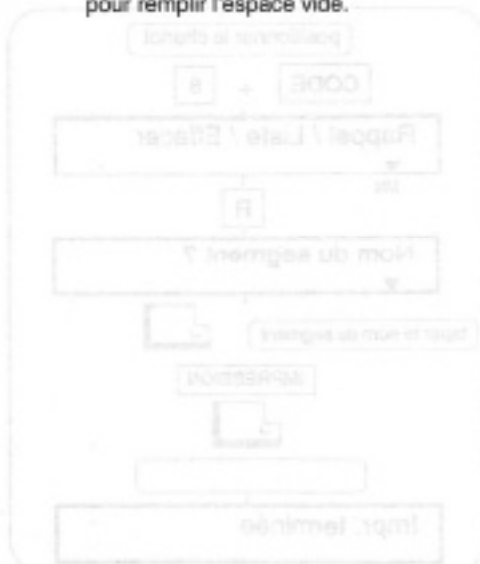 pour remplir l'espace vide.
positionner le chariot
CODE + 8
Rappel / Liste / Effacer
R
Nom du segment ?
taper le nom du segment
IMPRESSION
Impr. terminée